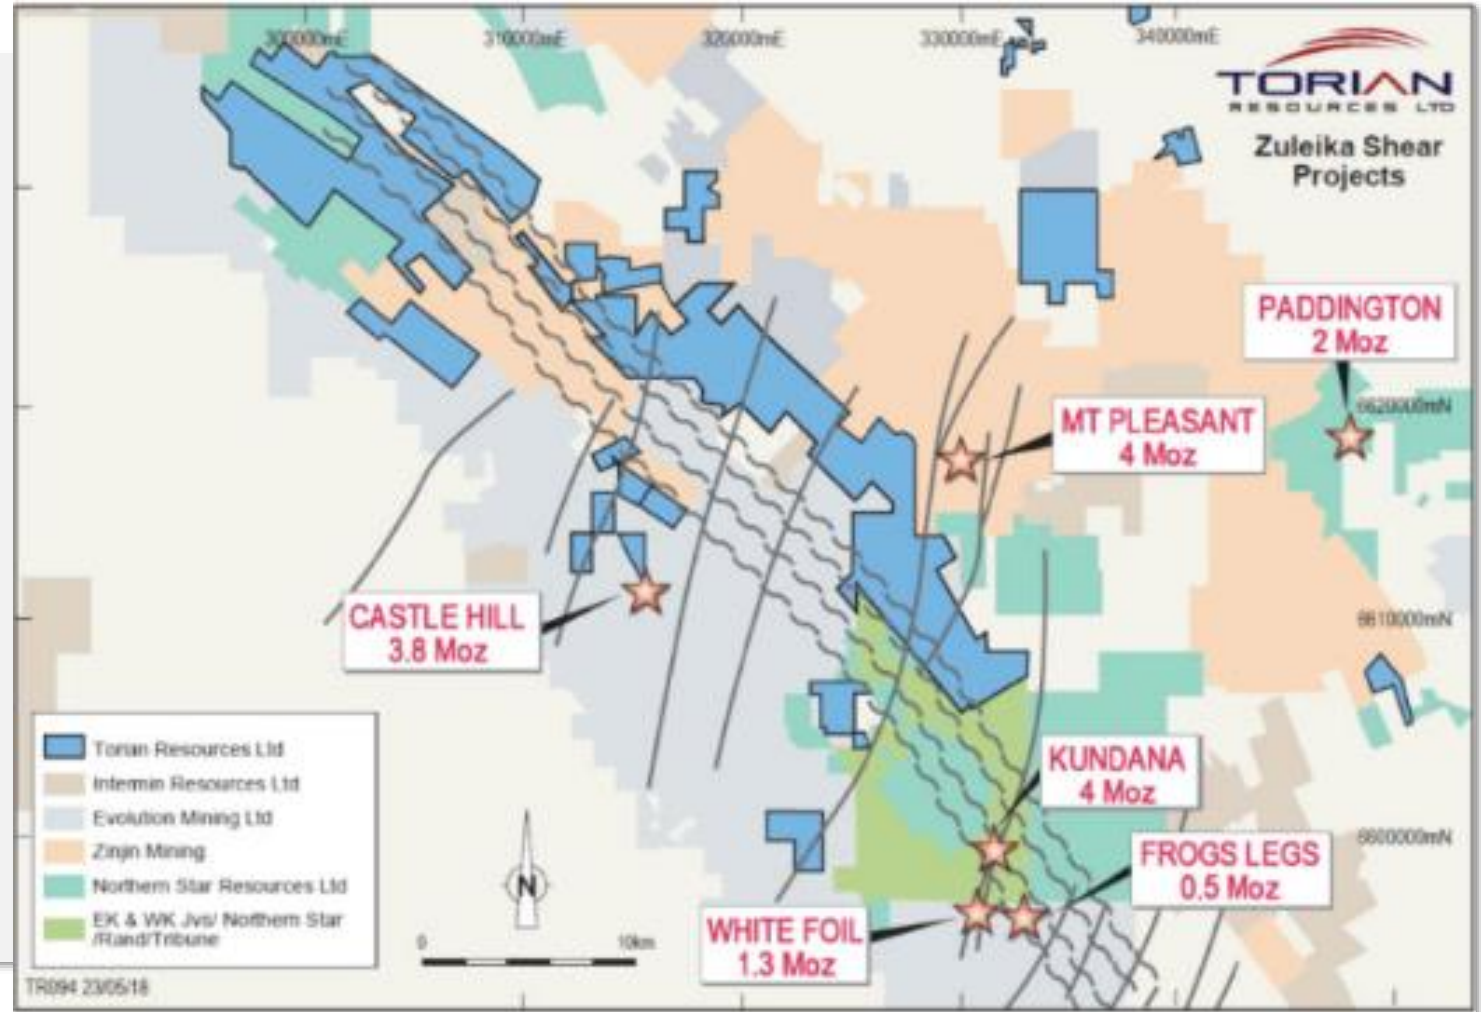 300000mE
310000mE
320000mE
330000mE
340000mE
TORIAN
RESOURCES LTD
Zuleika Shear
Projects
PADDINGTON
2 Moz
6620000mN
MT PLEASANT
4 Moz
6610000mN
CASTLE HILL
3.8 Moz
Torian Resources Ltd
Intermin Resources Ltd
Evolution Mining Ltd
Zinjin Mining
Northern Star Resources Ltd
EK & WK Jvs/ Northern Star
/Rand/Tribune
N
0
10km
KUNDANA
4 Moz
6600000mN
FROGS LEGS
0.5 Moz
WHITE FOIL
1.3 Moz
TR094 23/05/18